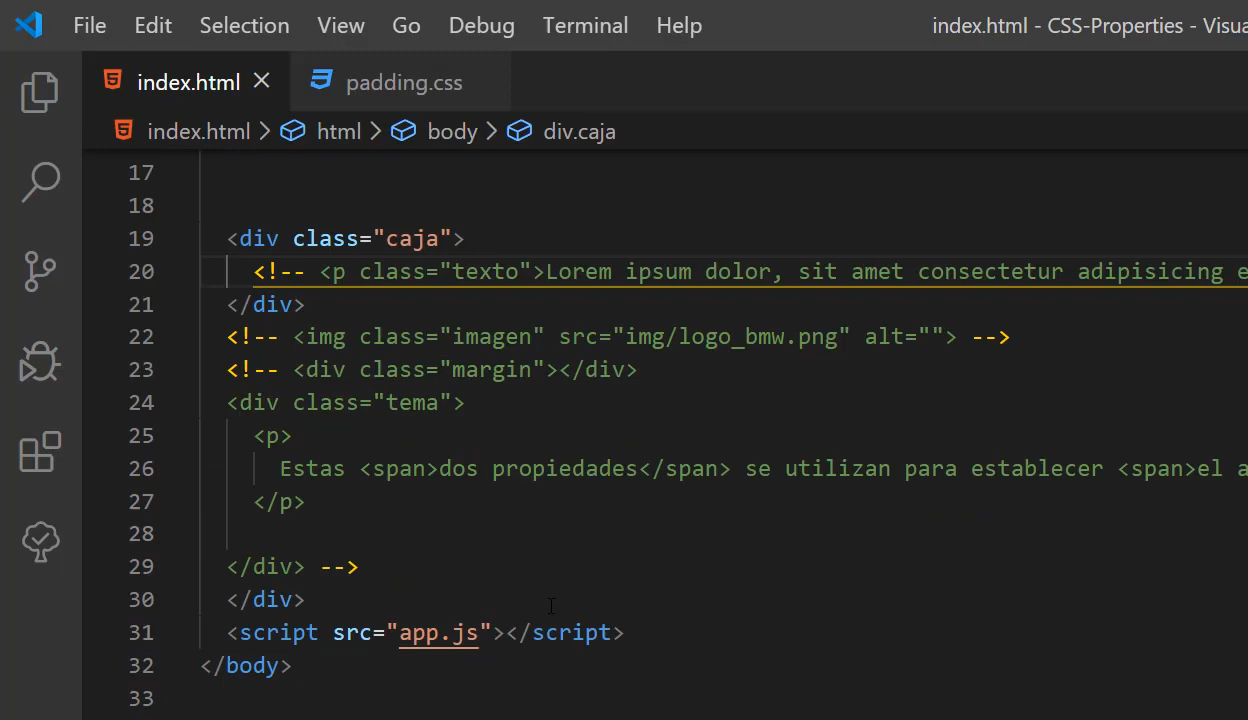 File Edit Selection View Go Debug Terminal Help index.html - CSS-Properties -
index.html padding.css
index.html > html > body > div.caja
17
18
19 <div class="caja">
20 <!-- <p class="texto">Lorem ipsum dolor, sit amet consectetur adipisicing
21 </div>
22 <!-- <img class="imagen" src="img/logo_bmw.png" alt=""> -->
23 <!-- <div class="margin"></div>
24 <div class="tema">
25 <p>
26 Estas <span>dos propiedades</span> se utilizan para establecer <span>el
27 </p>
28
29 </div> -->
30 </div>
31 <script src="app.js"></script>
32 </body>
33